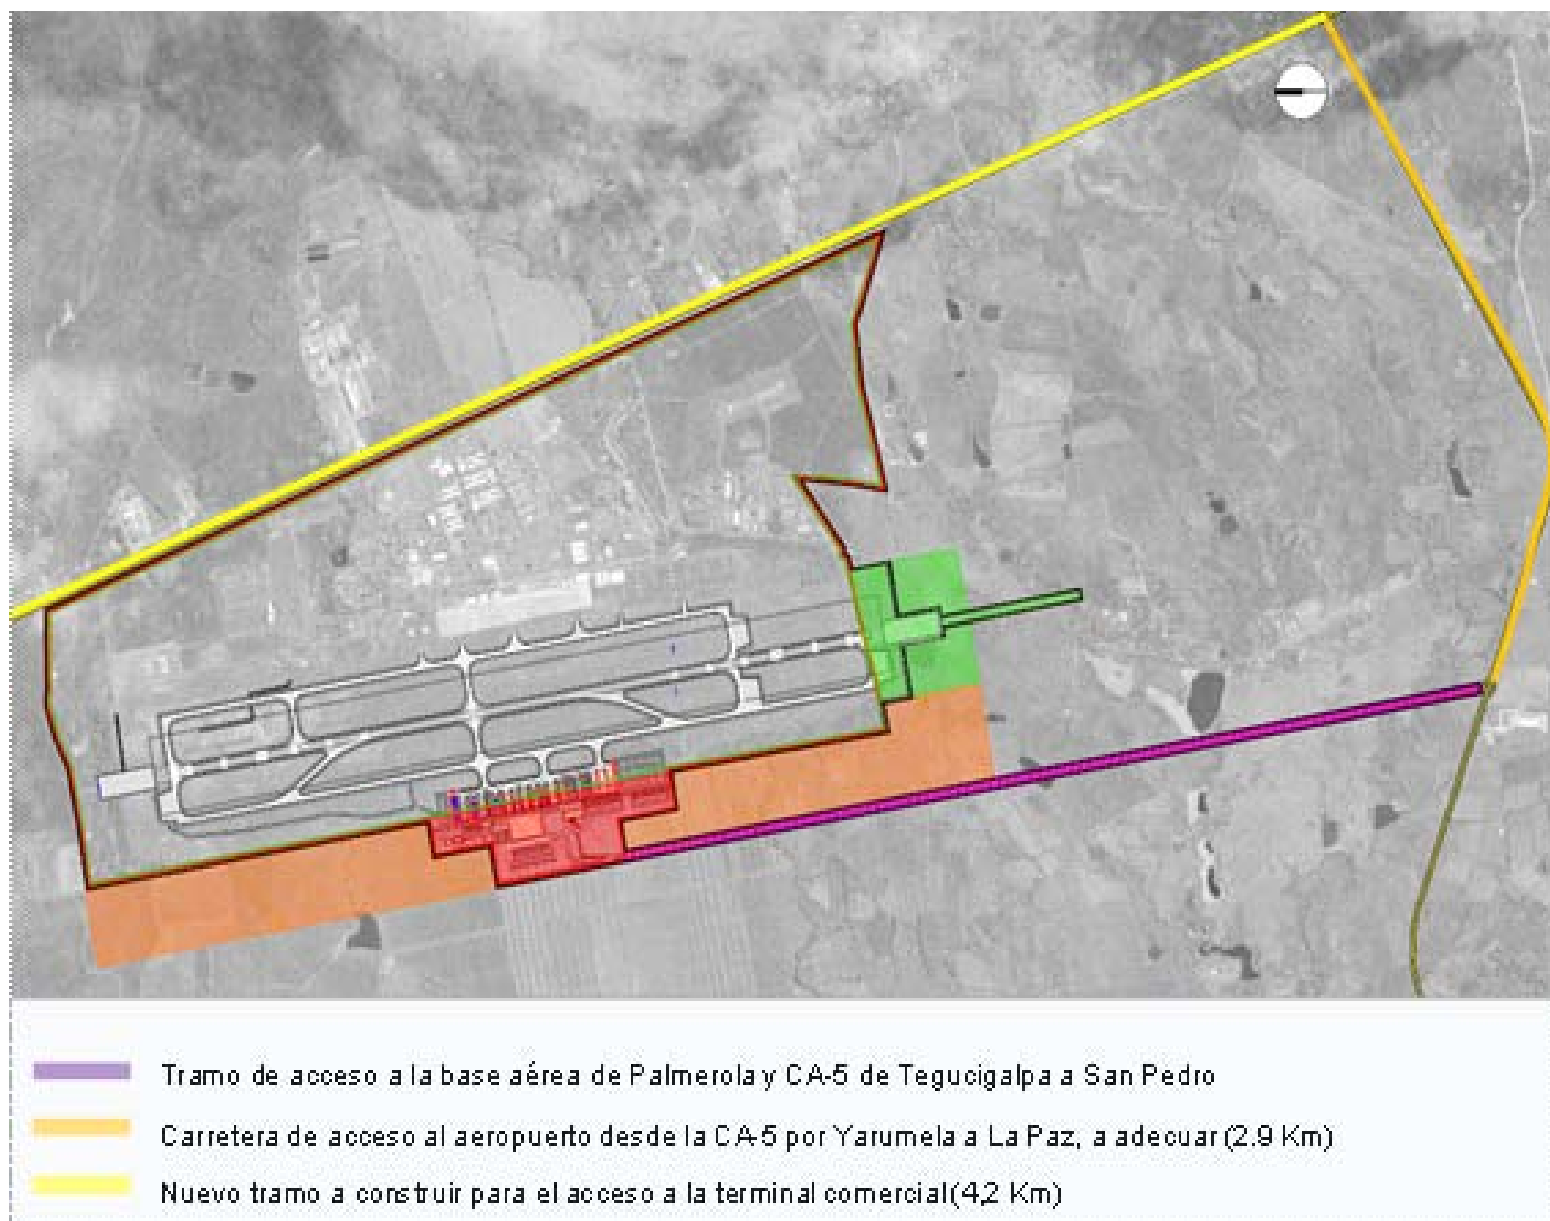 Tramo de acceso a la base aérea de Palmerola y CA-5 de Tegucigalpa a San Pedro
Carretera de acceso al aeropuerto desde la CA-5 por Yarumela a La Paz, a adecuar (2.9 Km)
Nuevo tramo a construir para el acceso a la terminal comercial (4,2 Km)